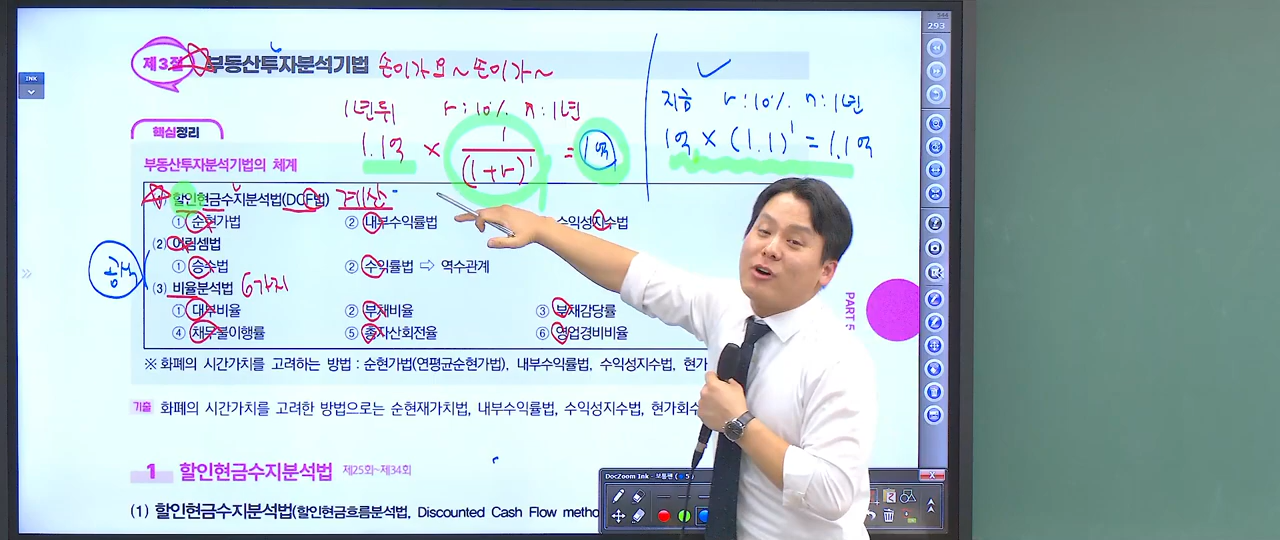 544
293
INK
제3절 부동산투자분석기법 손이가요~손이가~
1년뒤 r:10% n:1년
1.1억 × 1/(1+r)¹ = 1억
지금 r:10% n:1년
1억 × (1.1)¹ = 1.1억
핵심정리
부동산투자분석기법의 체계
할인현금수지분석법(DCF법) 계산
① 순현가법 ② 내부수익률법 수익성지수법
(2) 어림셈법
① 승수법 ② 수익률법 ⇨ 역수관계
(3) 비율분석법 6가지
① 대부비율 ② 부채비율 ③ 부채감당률
④ 채무불이행률 ⑤ 총자산회전율 ⑥ 영업경비비율
※ 화폐의 시간가치를 고려하는 방법 : 순현가법(연평균순현가법), 내부수익률법, 수익성지수법, 현가
기출 화폐의 시간가치를 고려한 방법으로는 순현재가치법, 내부수익률법, 수익성지수법, 현가회수
PART 5
1 할인현금수지분석법 제25회~제34회
(1) 할인현금수지분석법(할인현금흐름분석법, Discounted Cash Flow metho
DocZoom Ink - 보통펜 ( 5 )